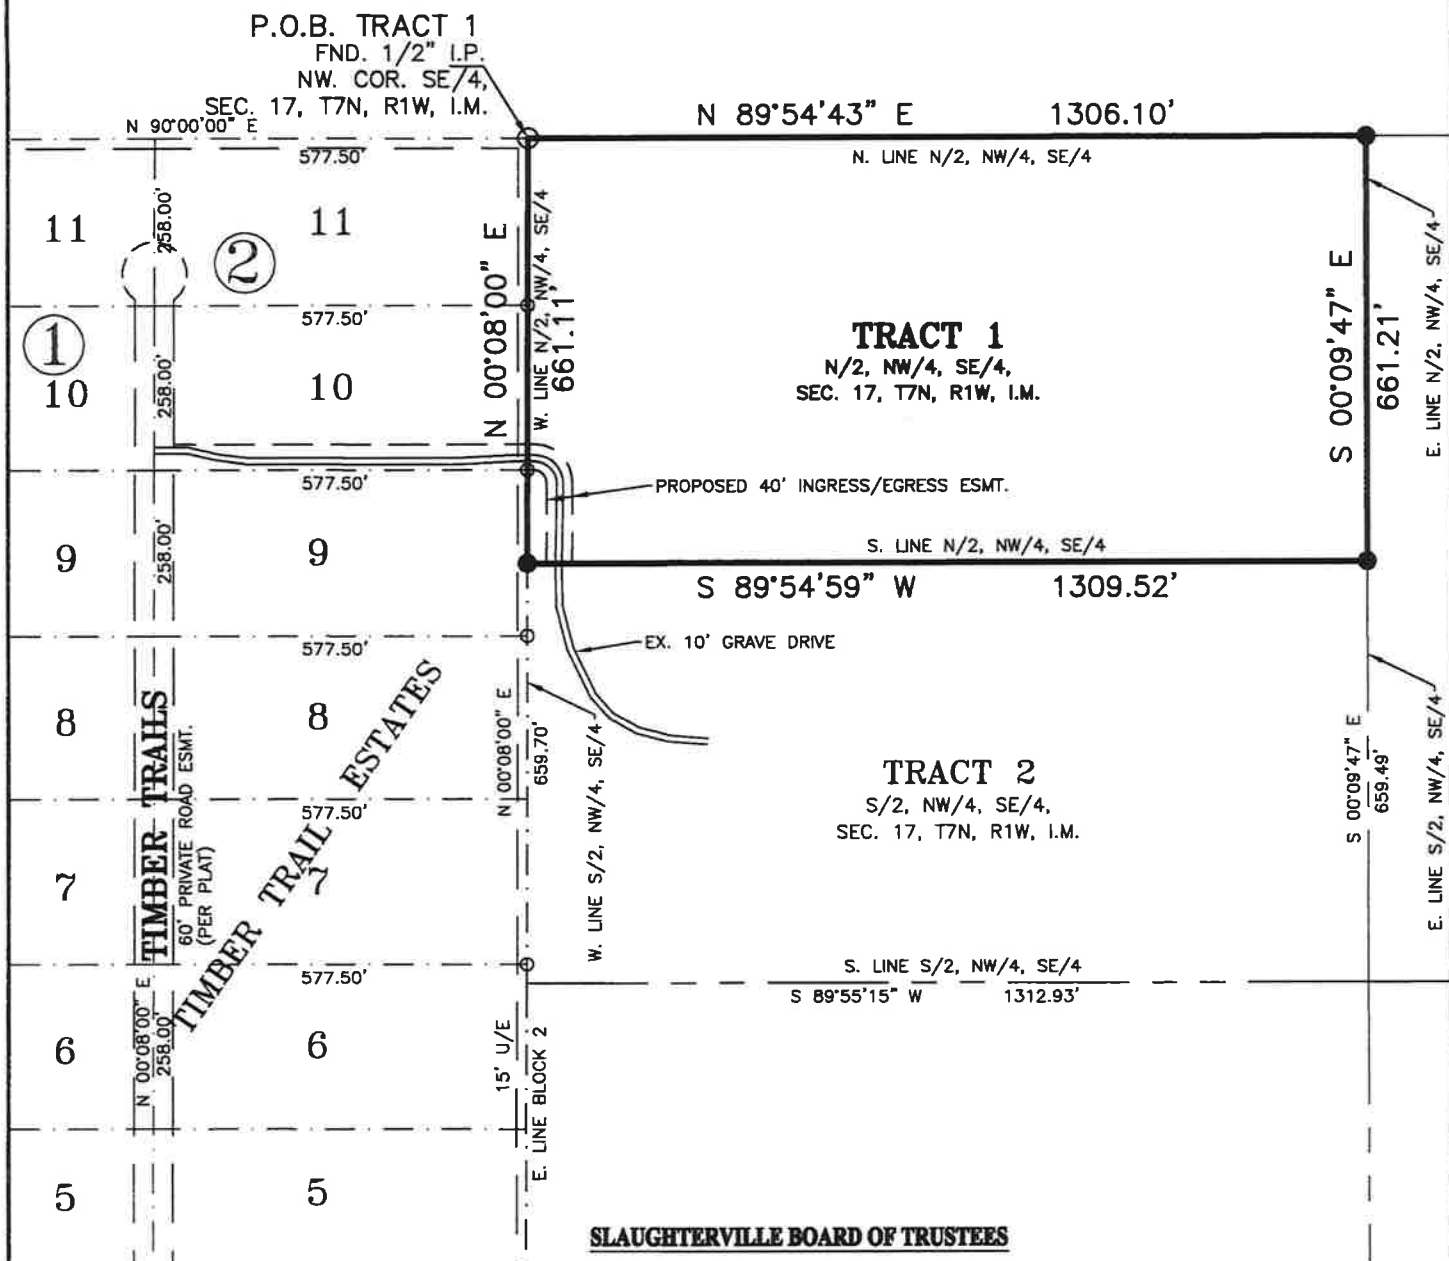 P.O.B. TRACT 1
FND. 1/2" I.P.
NW. COR. SE/4,
SEC. 17, T7N, R1W, I.M.
N 90°00'00" E
N 89°54'43" E 1306.10'
N. LINE N/2, NW/4, SE/4
577.50'
258.00'
11
11
2
W. LINE N/2, NW/4, SE/4
N 00°08'00" E
661.11'
E. LINE N/2, NW/4, SE/4
S 00°09'47" E
661.21'
577.50'
1
10
258.00'
10
TRACT 1
N/2, NW/4, SE/4,
SEC. 17, T7N, R1W, I.M.
577.50'
PROPOSED 40' INGRESS/EGRESS ESMT.
9
258.00'
9
S. LINE N/2, NW/4, SE/4
S 89°54'59" W 1309.52'
577.50'
EX. 10' GRAVE DRIVE
8
8
TIMBER TRAILS
60' PRIVATE ROAD ESMT.
(PER PLAT)
TIMBER TRAIL ESTATES
N 00°08'00" E
659.70'
W. LINE S/2, NW/4, SE/4
TRACT 2
S/2, NW/4, SE/4,
SEC. 17, T7N, R1W, I.M.
S 00°09'47" E
659.49'
E. LINE S/2, NW/4, SE/4
577.50'
7
7
577.50'
S. LINE S/2, NW/4, SE/4
S 89°55'15" W 1312.93'
6
N 00°08'00" E
258.00'
6
15' U/E
E. LINE BLOCK 2
5
5
SLAUGHTERVILLE BOARD OF TRUSTEES